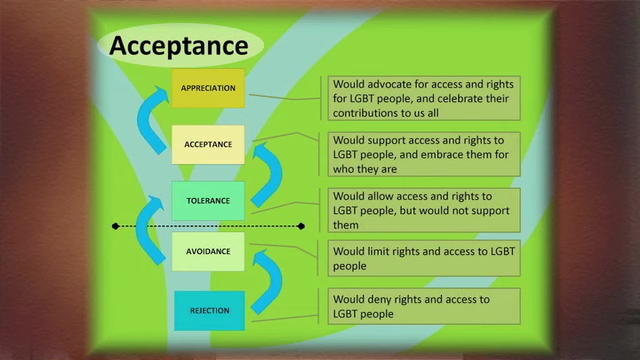 Acceptance
APPRECIATION
Would advocate for access and rights
for LGBT people, and celebrate their
contributions to us all
ACCEPTANCE
Would support access and rights to
LGBT people, and embrace them for
who they are
TOLERANCE
Would allow access and rights to
LGBT people, but would not support
them
AVOIDANCE
Would limit rights and access to LGBT
people
REJECTION
Would deny rights and access to
LGBT people